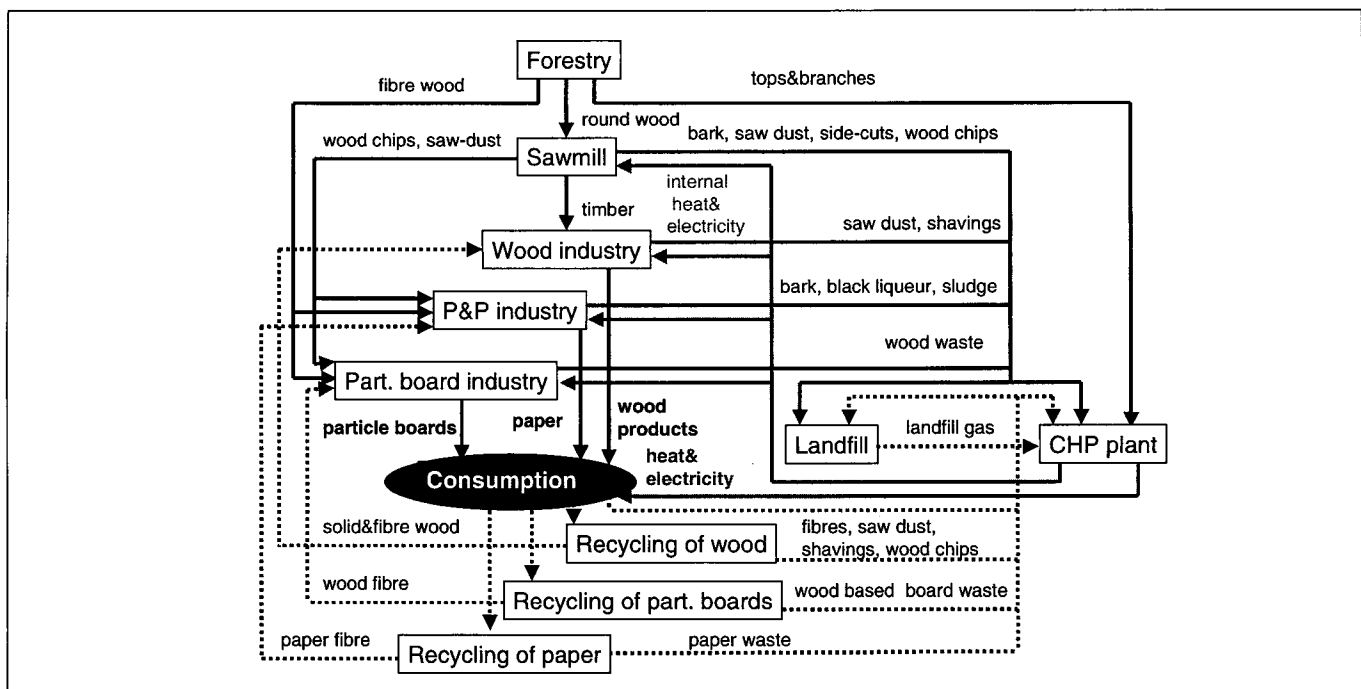 Forestry
fibre wood
tops&branches
round wood
wood chips, saw-dust
bark, saw dust, side-cuts, wood chips
Sawmill
internal
heat&
electricity
timber
saw dust, shavings
Wood industry
bark, black liqueur, sludge
P&P industry
wood waste
Part. board industry
particle boards
paper
wood
products
landfill gas
Landfill
CHP plant
heat&
electricity
Consumption
solid&fibre wood
Recycling of wood
fibres, saw dust,
shavings, wood chips
wood fibre
Recycling of part. boards
wood based board waste
paper fibre
Recycling of paper
paper waste